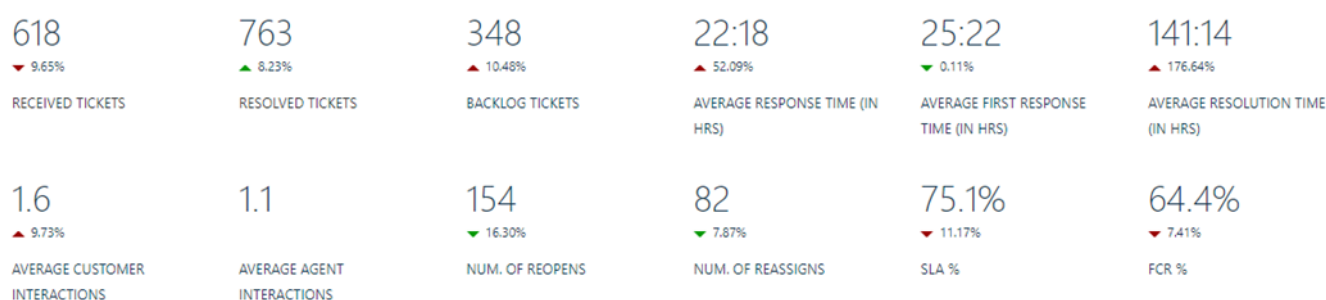 618 763 348 22:18 25:22 141:14
▼ 9.65% ▲ 8.23% ▲ 10.48% ▲ 52.09% ▼ 0.11% ▲ 176.64%
RECEIVED TICKETS RESOLVED TICKETS BACKLOG TICKETS AVERAGE RESPONSE TIME (IN AVERAGE FIRST RESPONSE AVERAGE RESOLUTION TIME
HRS) TIME (IN HRS) (IN HRS)
1.6 1.1 154 82 75.1% 64.4%
▲ 9.73% ▼ 16.30% ▼ 7.87% ▼ 11.17% ▼ 7.41%
AVERAGE CUSTOMER AVERAGE AGENT NUM. OF REOPENS NUM. OF REASSIGNS SLA % FCR %
INTERACTIONS INTERACTIONS